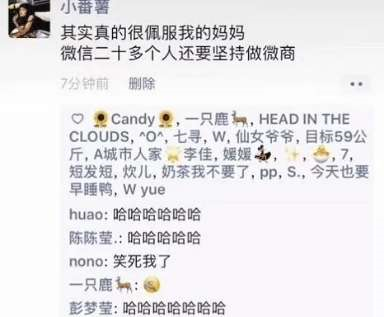 小番薯
其实真的很佩服我的妈妈
微信二十多个人还要坚持做微商
7分钟前 删除
Candy, 一只鹿, HEAD IN THE
CLOUDS, ^O^, 七寻, W, 仙女爷爷, 目标59公
斤, A城市人家李佳, 媛媛, ✨, 🐣, 7,
短发短, 炊儿, 奶茶我不要了, pp, S., 今天也要
早睡鸭, W yue
huao: 哈哈哈哈哈哈
陈陈莹.: 哈哈哈哈哈
nono: 笑死我了
一只鹿🦌:
彭梦莹: 哈哈哈哈哈哈哈